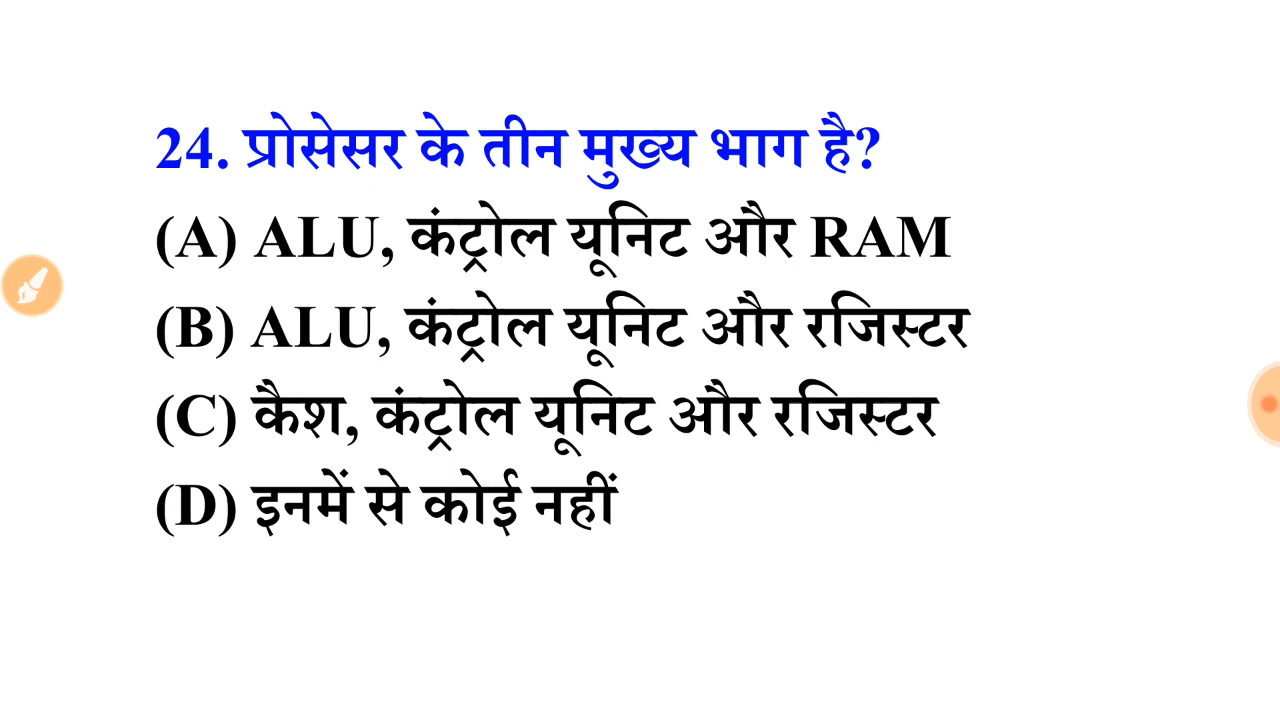 24. प्रोसेसर के तीन मुख्य भाग है?
(A) ALU, कंट्रोल यूनिट और RAM
(B) ALU, कंट्रोल यूनिट और रजिस्टर
(C) कैश, कंट्रोल यूनिट और रजिस्टर
(D) इनमें से कोई नहीं